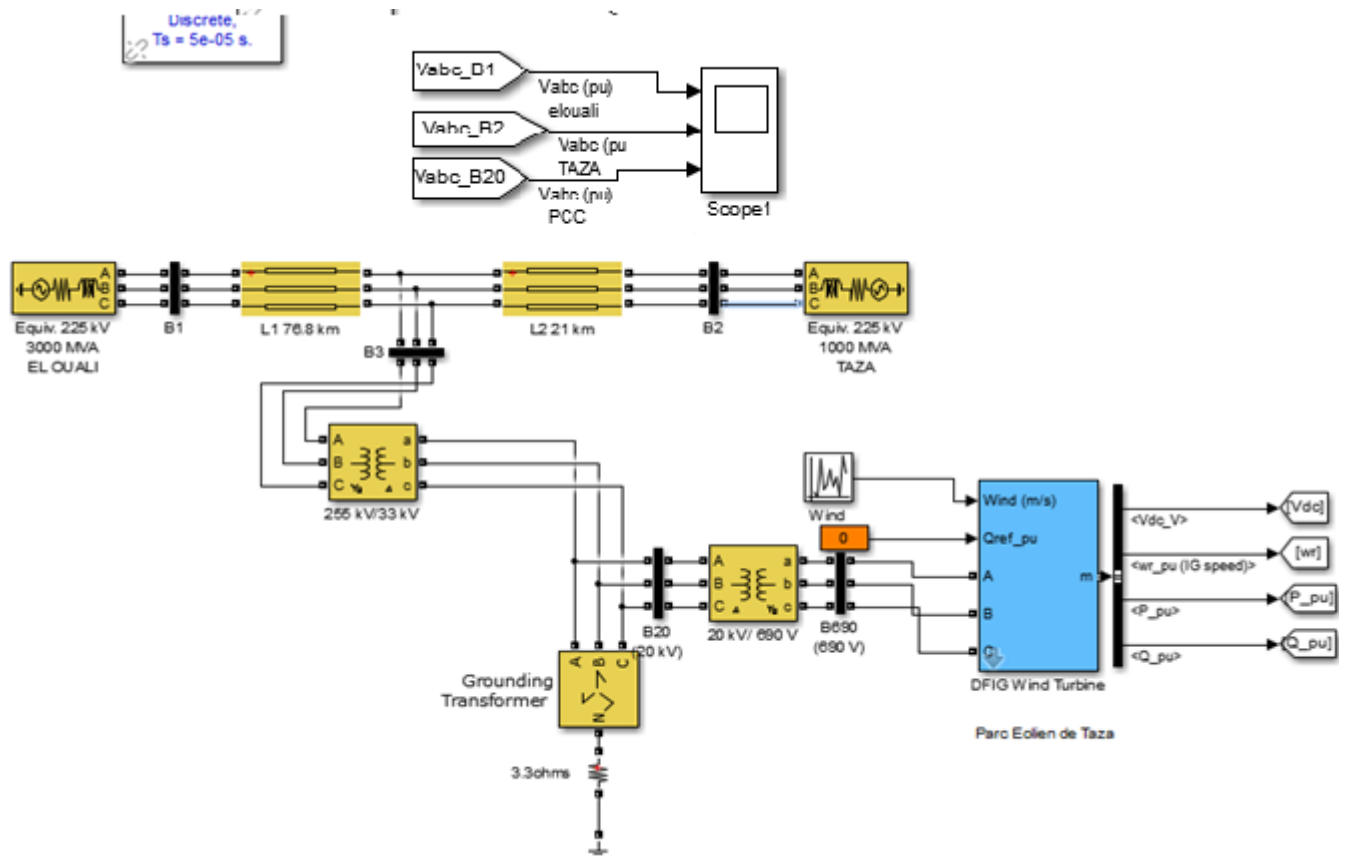 Discrete,
Ts = 5e-05 s.
Vabc_B1
Vabc (pu)
elouali
Vabc_B2
Vabc (pu
TAZA
Vabc_B20
Vabc (pu)
PCC
Scope1
A
B
C
Equiv. 225 kV
3000 MVA
EL OUALI
B1
L1 76.8 km
L2 21 km
B2
A
B
C
Equiv. 225 kV
1000 MVA
TAZA
B3
A a
B b
C c
255 kV/33 kV
Wind
0
Wind (m/s)
Qref_pu
A
B
C
m
DFIG Wind Turbine
<Vdc_V>
[Vdc]
<wr_pu (IG speed)>
[wr]
<P_pu>
[P_pu]
<Q_pu>
[Q_pu]
B20
(20 kV)
A a
B b
C c
20 kV/ 690 V
B690
(690 V)
Grounding
Transformer
A B C
N
3.3ohms
Parc Eolien de Taza